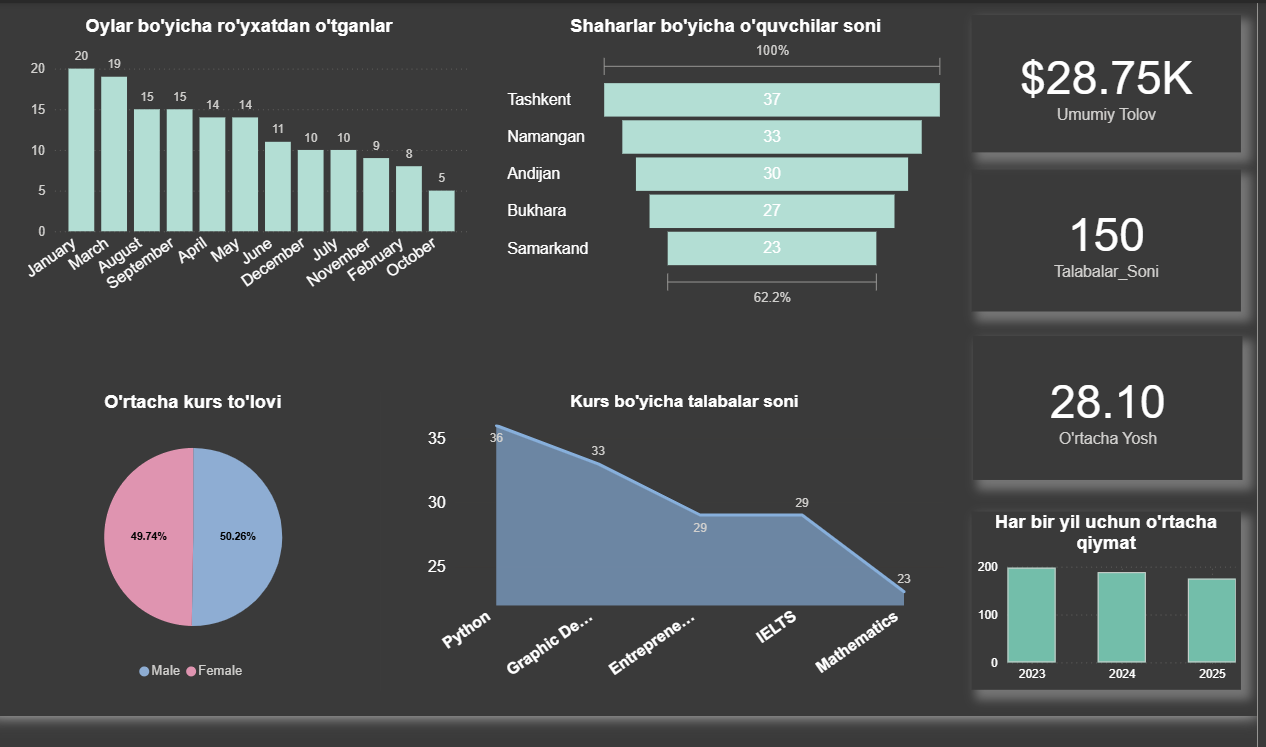 Oylar bo'yicha ro'yxatdan o'tganlar
20
19
15
15
14
14
11
10
10
9
8
5
20
15
10
5
0
January
March
August
September
April
May
June
December
July
November
February
October
Shaharlar bo'yicha o'quvchilar soni
100%
Tashkent 37
Namangan 33
Andijan 30
Bukhara 27
Samarkand 23
62.2%
$28.75K
Umumiy Tolov
150
Talabalar_Soni
28.10
O'rtacha Yosh
O'rtacha kurs to'lovi
49.74%
50.26%
Male Female
Kurs bo'yicha talabalar soni
35
30
25
36
33
29
29
23
Python
Graphic De...
Entreprene...
IELTS
Mathematics
Har bir yil uchun o'rtacha
qiymat
200
100
0
2023
2024
2025